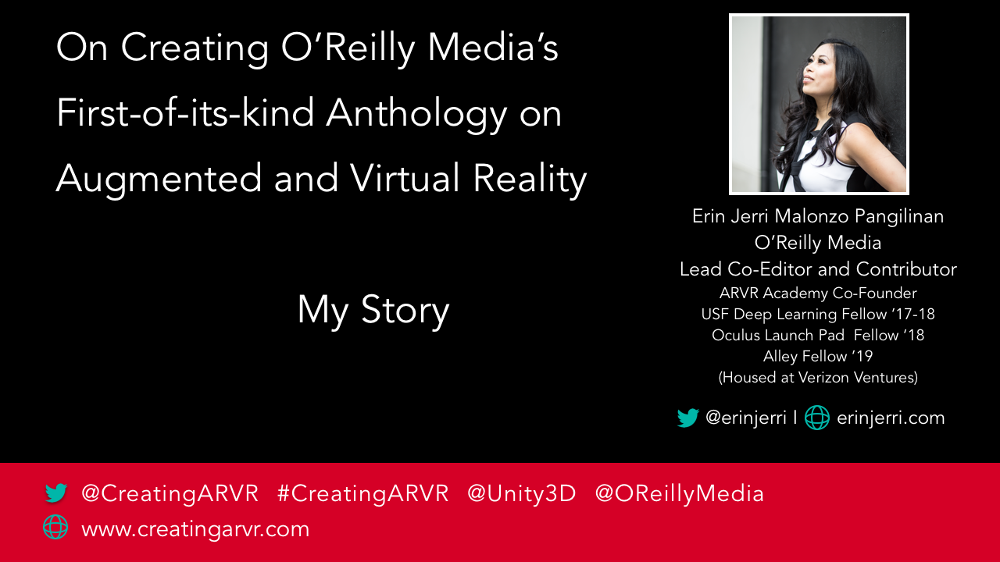 On Creating O’Reilly Media’s
First-of-its-kind Anthology on
Augmented and Virtual Reality
My Story
Erin Jerri Malonzo Pangilinan
O’Reilly Media
Lead Co-Editor and Contributor
ARVR Academy Co-Founder
USF Deep Learning Fellow ’17-18
Oculus Launch Pad Fellow ‘18
Alley Fellow ’19
(Housed at Verizon Ventures)
@erinjerri I erinjerri.com
@CreatingARVR #CreatingARVR @Unity3D @OReillyMedia
www.creatingarvr.com